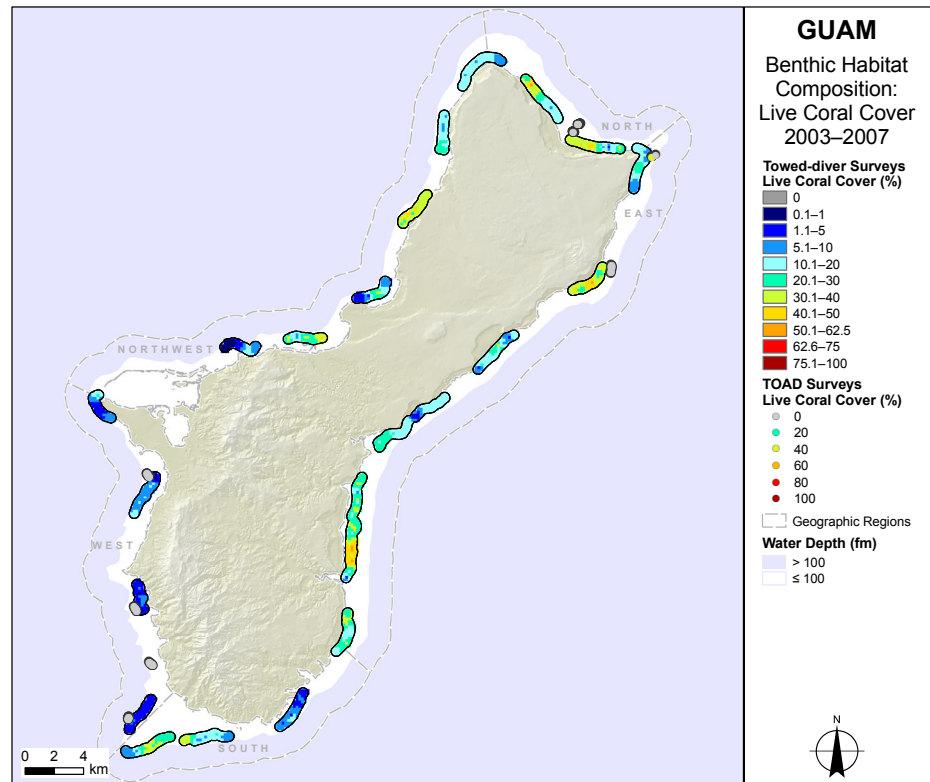 GUAM
Benthic Habitat
Composition:
Live Coral Cover
2003–2007
Towed-diver Surveys
Live Coral Cover (%)
0
0.1–1
1.1–5
5.1–10
10.1–20
20.1–30
30.1–40
40.1–50
50.1–62.5
62.6–75
75.1–100
TOAD Surveys
Live Coral Cover (%)
0
20
40
60
80
100
Geographic Regions
Water Depth (fm)
> 100
≤ 100
N
NORTH
EAST
NORTHWEST
WEST
SOUTH
0 2 4
km